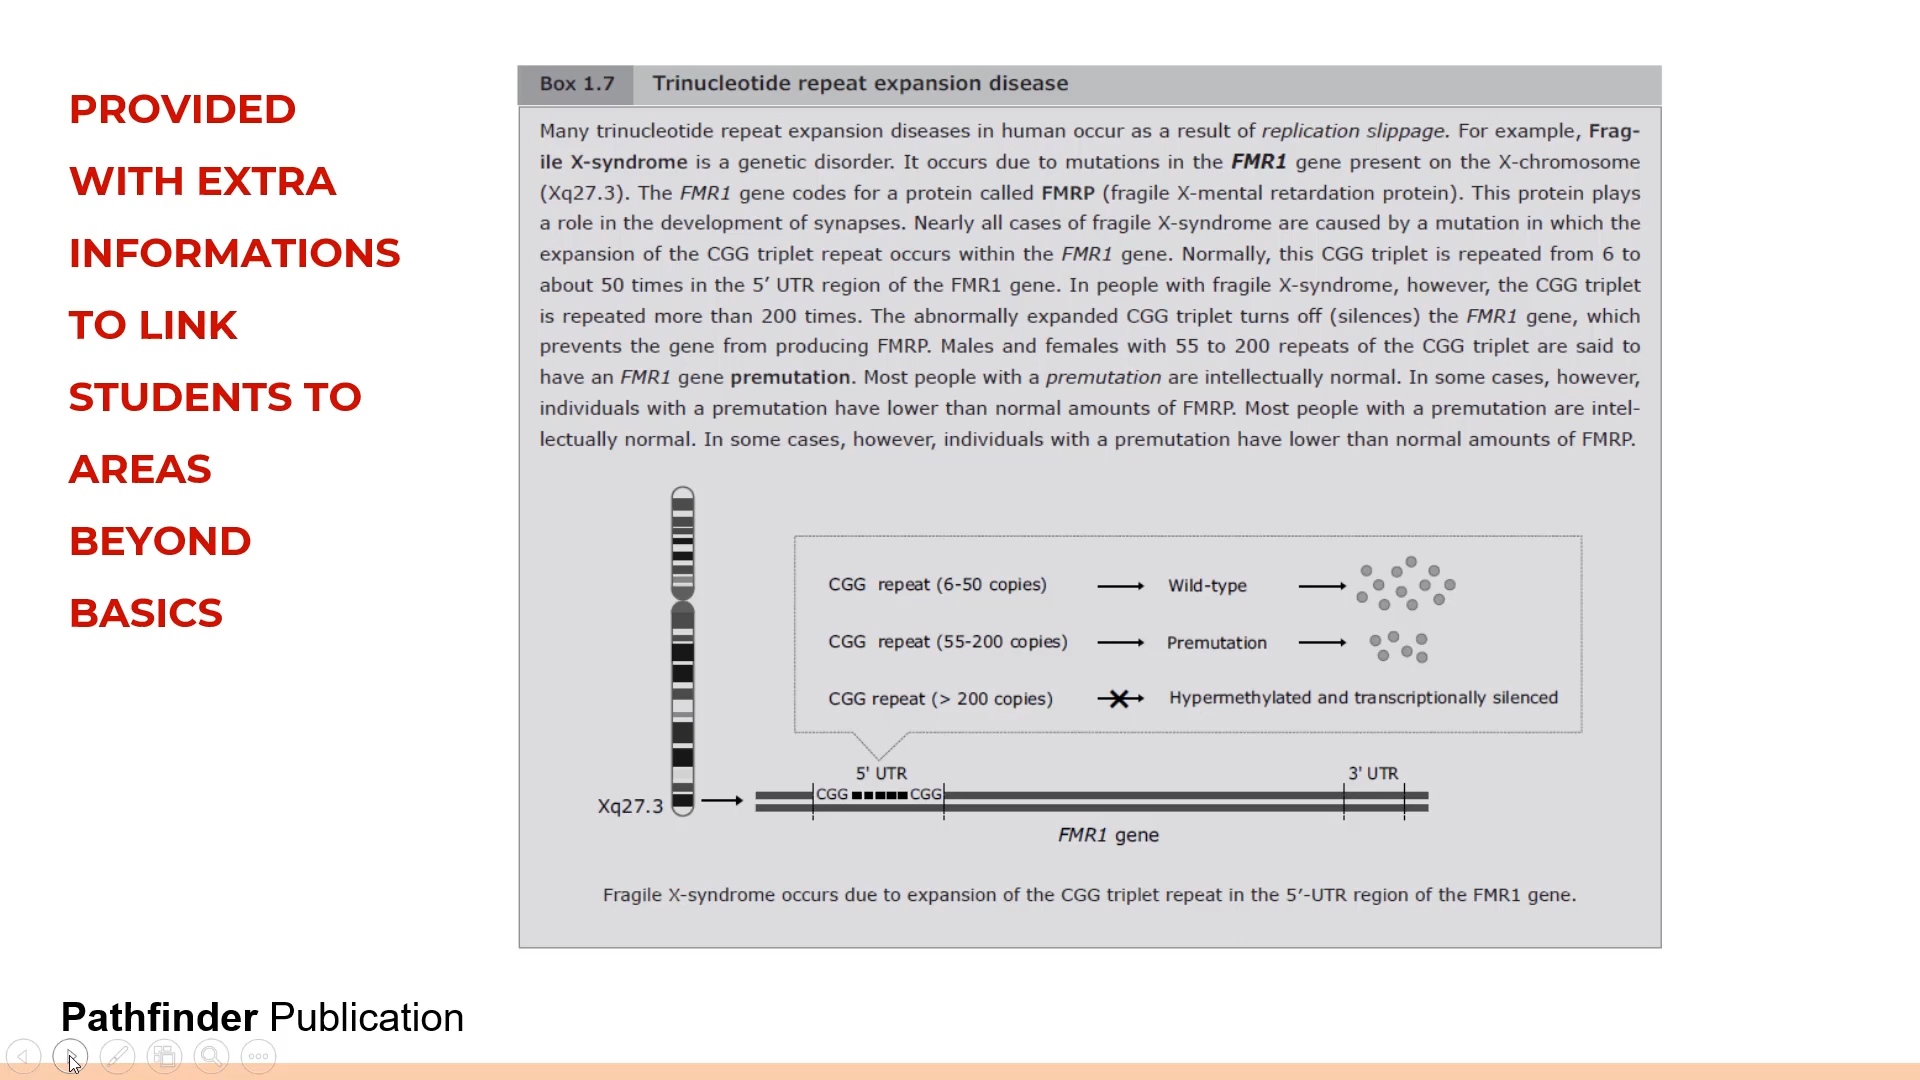 PROVIDED
WITH EXTRA
INFORMATIONS
TO LINK
STUDENTS TO
AREAS
BEYOND
BASICS
Box 1.7 Trinucleotide repeat expansion disease
Many trinucleotide repeat expansion diseases in human occur as a result of replication slippage. For example, Frag-
ile X-syndrome is a genetic disorder. It occurs due to mutations in the FMR1 gene present on the X-chromosome
(Xq27.3). The FMR1 gene codes for a protein called FMRP (fragile X-mental retardation protein). This protein plays
a role in the development of synapses. Nearly all cases of fragile X-syndrome are caused by a mutation in which the
expansion of the CGG triplet repeat occurs within the FMR1 gene. Normally, this CGG triplet is repeated from 6 to
about 50 times in the 5′ UTR region of the FMR1 gene. In people with fragile X-syndrome, however, the CGG triplet
is repeated more than 200 times. The abnormally expanded CGG triplet turns off (silences) the FMR1 gene, which
prevents the gene from producing FMRP. Males and females with 55 to 200 repeats of the CGG triplet are said to
have an FMR1 gene premutation. Most people with a premutation are intellectually normal. In some cases, however,
individuals with a premutation have lower than normal amounts of FMRP. Most people with a premutation are intel-
lectually normal. In some cases, however, individuals with a premutation have lower than normal amounts of FMRP.
CGG repeat (6-50 copies) Wild-type
CGG repeat (55-200 copies) Premutation
CGG repeat (> 200 copies) Hypermethylated and transcriptionally silenced
5' UTR 3' UTR
CGG CGG
Xq27.3
FMR1 gene
Fragile X-syndrome occurs due to expansion of the CGG triplet repeat in the 5′-UTR region of the FMR1 gene.
Pathfinder Publication